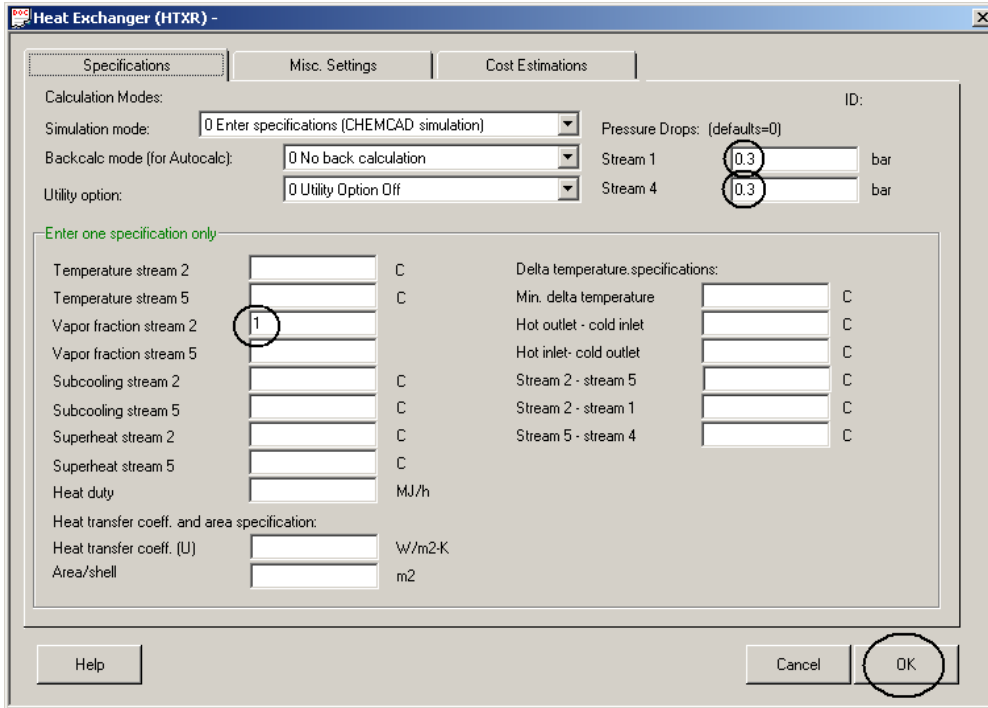 Heat Exchanger (HTXR) -
Specifications
Misc. Settings
Cost Estimations
Calculation Modes:
ID:
Simulation mode:
0 Enter specifications (CHEMCAD simulation)
Pressure Drops: (defaults=0)
Backcalc mode (for Autocalc):
0 No back calculation
Stream 1
0.3
bar
Utility option:
0 Utility Option Off
Stream 4
0.3
bar
Enter one specification only
Temperature stream 2
C
Temperature stream 5
C
Vapor fraction stream 2
1
Vapor fraction stream 5
Subcooling stream 2
C
Subcooling stream 5
C
Superheat stream 2
C
Superheat stream 5
C
Heat duty
MJ/h
Delta temperature.specifications:
Min. delta temperature
C
Hot outlet - cold inlet
C
Hot inlet- cold outlet
C
Stream 2 - stream 5
C
Stream 2 - stream 1
C
Stream 5 - stream 4
C
Heat transfer coeff. and area specification:
Heat transfer coeff. (U)
W/m2-K
Area/shell
m2
Help
Cancel
OK